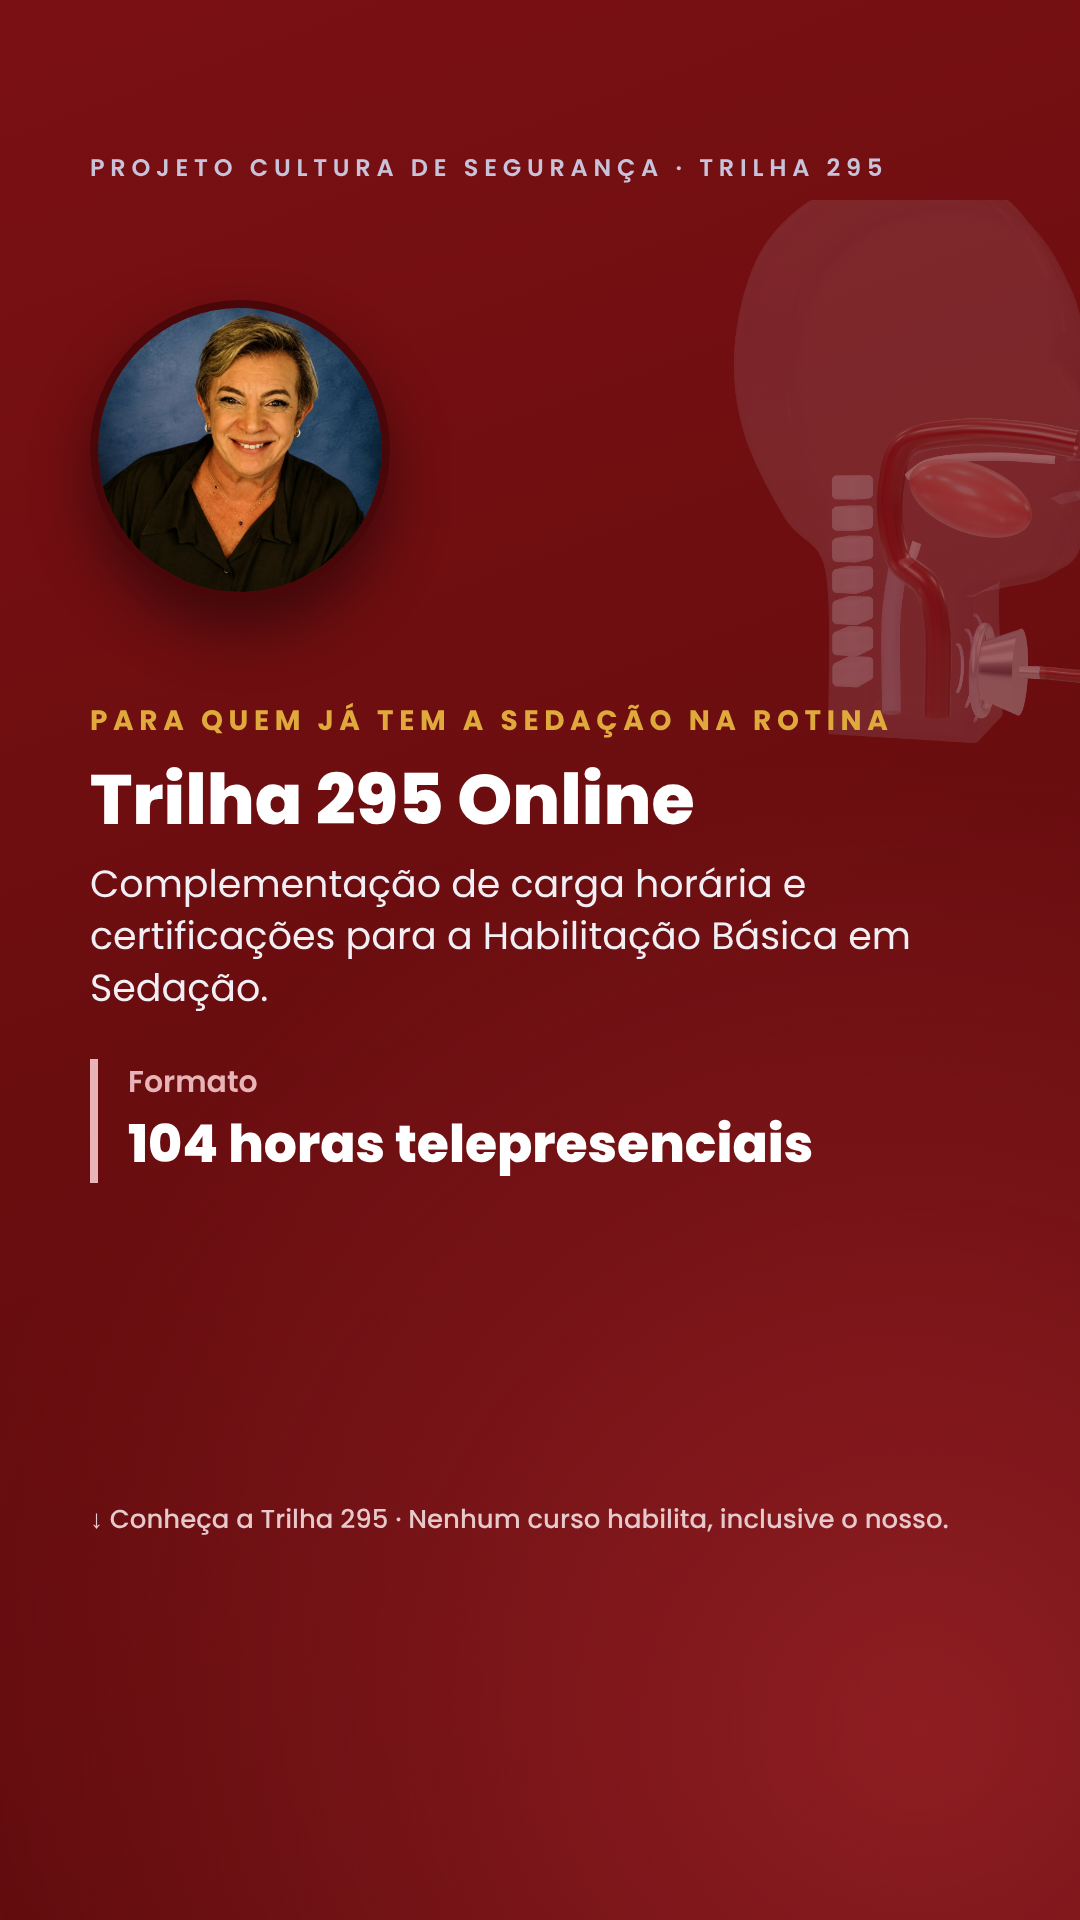 PROJETO CULTURA DE SEGURANÇA · TRILHA 295
PARA QUEM JÁ TEM A SEDAÇÃO NA ROTINA
Trilha 295 Online
Complementação de carga horária e
certificações para a Habilitação Básica em
Sedação.
Formato
104 horas telepresenciais
↓ Conheça a Trilha 295 · Nenhum curso habilita, inclusive o nosso.